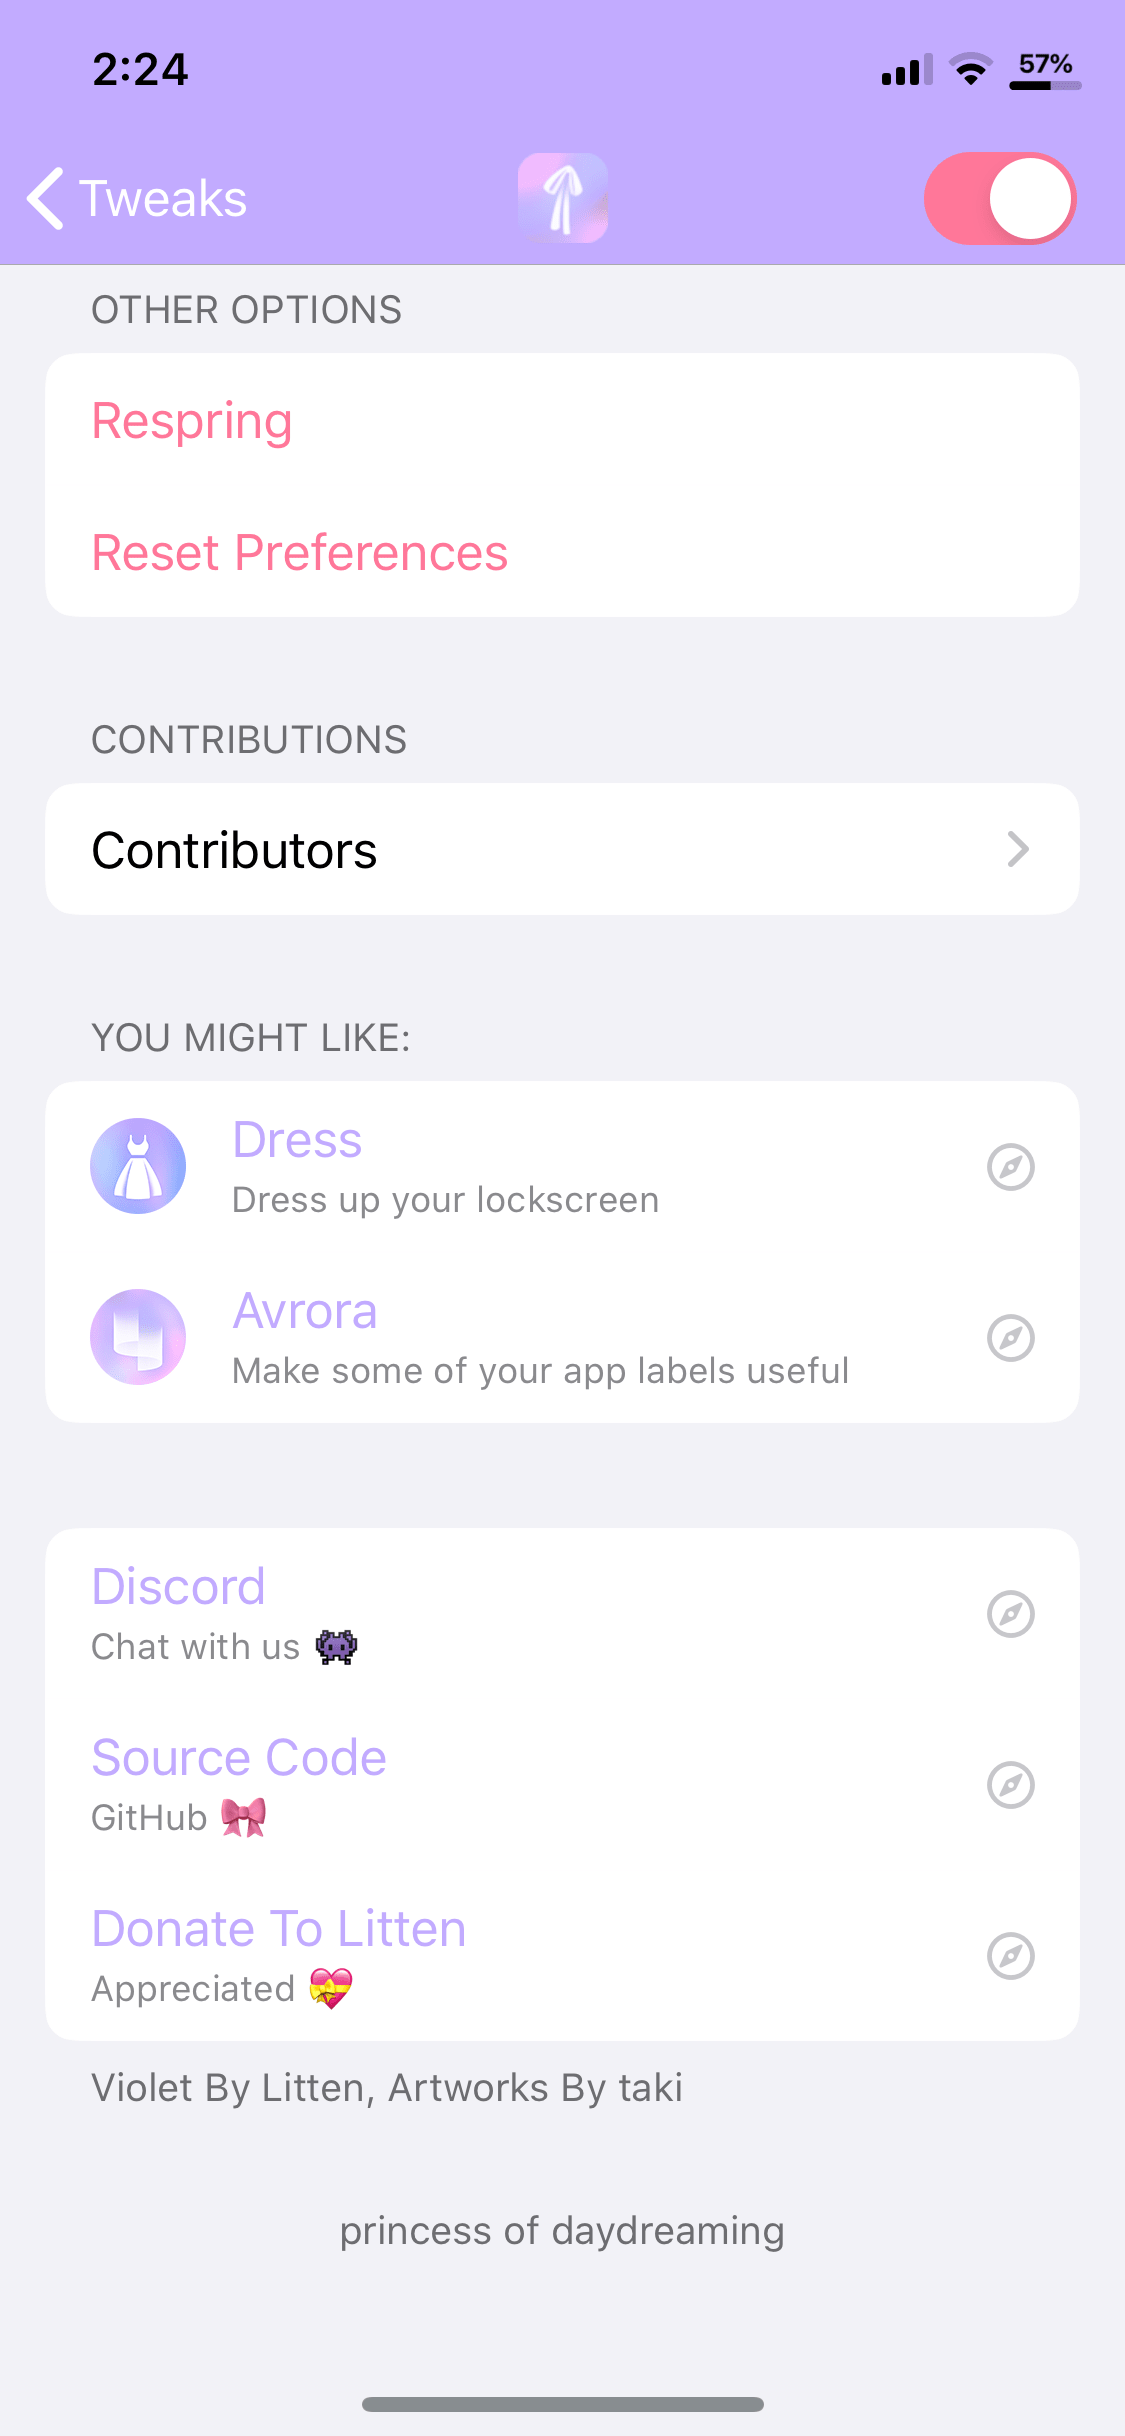 2:24
57%
Tweaks
OTHER OPTIONS
Respring
Reset Preferences
CONTRIBUTIONS
Contributors
YOU MIGHT LIKE:
Dress
Dress up your lockscreen
Avrora
Make some of your app labels useful
Discord
Chat with us 👾
Source Code
GitHub 🎀
Donate To Litten
Appreciated 💝
Violet By Litten, Artworks By taki
princess of daydreaming